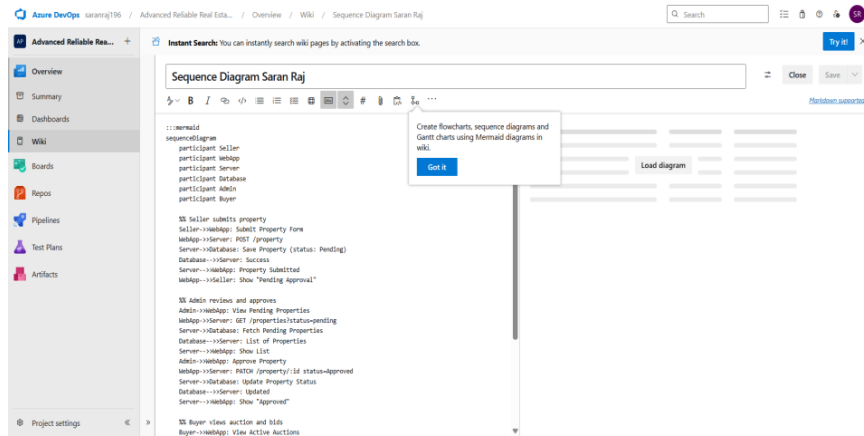 Azure DevOps saranraj196 / Advanced Reliable Real Esta... / Overview / Wiki / Sequence Diagram Saran Raj
Search
SR
AP Advanced Reliable Rea... +
Instant Search: You can instantly search wiki pages by activating the search box.
Try it!
Overview
Summary
Dashboards
Wiki
Boards
Repos
Pipelines
Test Plans
Artifacts
Project settings
Sequence Diagram Saran Raj
Close
Save
B I
#
Markdown supported
Create flowcharts, sequence diagrams and
Gantt charts using Mermaid diagrams in
wiki.
Got it
Load diagram
:::mermaid
sequenceDiagram
participant Seller
participant WebApp
participant Server
participant Database
participant Admin
participant Buyer
%% Seller submits property
Seller->>WebApp: Submit Property Form
WebApp->>Server: POST /property
Server->>Database: Save Property (status: Pending)
Database-->>Server: Success
Server-->>WebApp: Property Submitted
WebApp-->>Seller: Show "Pending Approval"
%% Admin reviews and approves
Admin->>WebApp: View Pending Properties
WebApp->>Server: GET /properties?status=pending
Server->>Database: Fetch Pending Properties
Database-->>Server: List of Properties
Server-->>WebApp: Show List
Admin->>WebApp: Approve Property
WebApp->>Server: PATCH /property/:id status=Approved
Server->>Database: Update Property Status
Database-->>Server: Updated
Server-->>WebApp: Show "Approved"
%% Buyer views auction and bids
Buyer->>WebApp: View Active Auctions